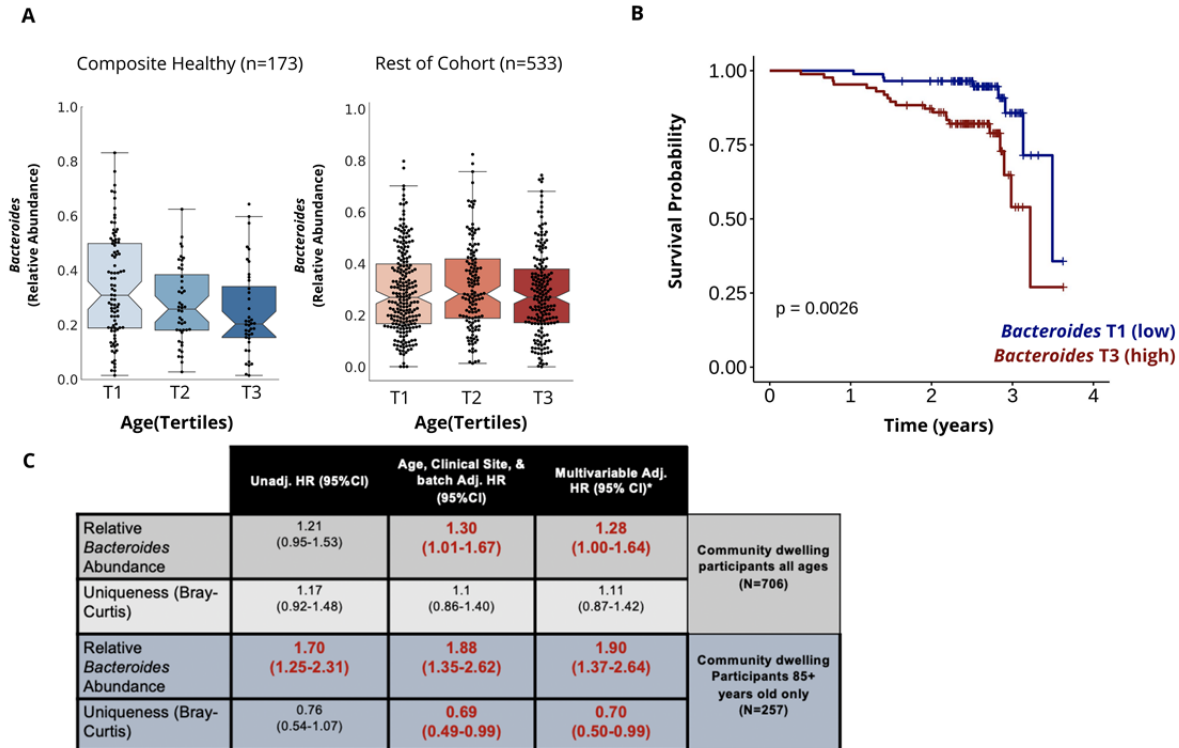 A
Composite Healthy (n=173)
Rest of Cohort (n=533)
Bacteroides
(Relative Abundance)
1.0
0.8
0.6
0.4
0.2
0.0
T1
T2
T3
Age(Tertiles)
Bacteroides
(Relative Abundance)
1.0
0.8
0.6
0.4
0.2
0.0
T1
T2
T3
Age(Tertiles)
B
Survival Probability
1.00
0.75
0.50
0.25
0.00
p = 0.0026
Bacteroides T1 (low)
Bacteroides T3 (high)
0
1
2
3
4
Time (years)
C
Unadj. HR (95%CI)
Age, Clinical Site, &
batch Adj. HR
(95%CI)
Multivariable Adj.
HR (95% CI)*
Relative
Bacteroides
Abundance
1.21
(0.95-1.53)
1.30
(1.01-1.67)
1.28
(1.00-1.64)
Community dwelling
participants all ages
(N=706)
Uniqueness (Bray-
Curtis)
1.17
(0.92-1.48)
1.1
(0.86-1.40)
1.11
(0.87-1.42)
Relative
Bacteroides
Abundance
1.70
(1.25-2.31)
1.88
(1.35-2.62)
1.90
(1.37-2.64)
Community dwelling
Participants 85+
years old only
(N=257)
Uniqueness (Bray-
Curtis)
0.76
(0.54-1.07)
0.69
(0.49-0.99)
0.70
(0.50-0.99)